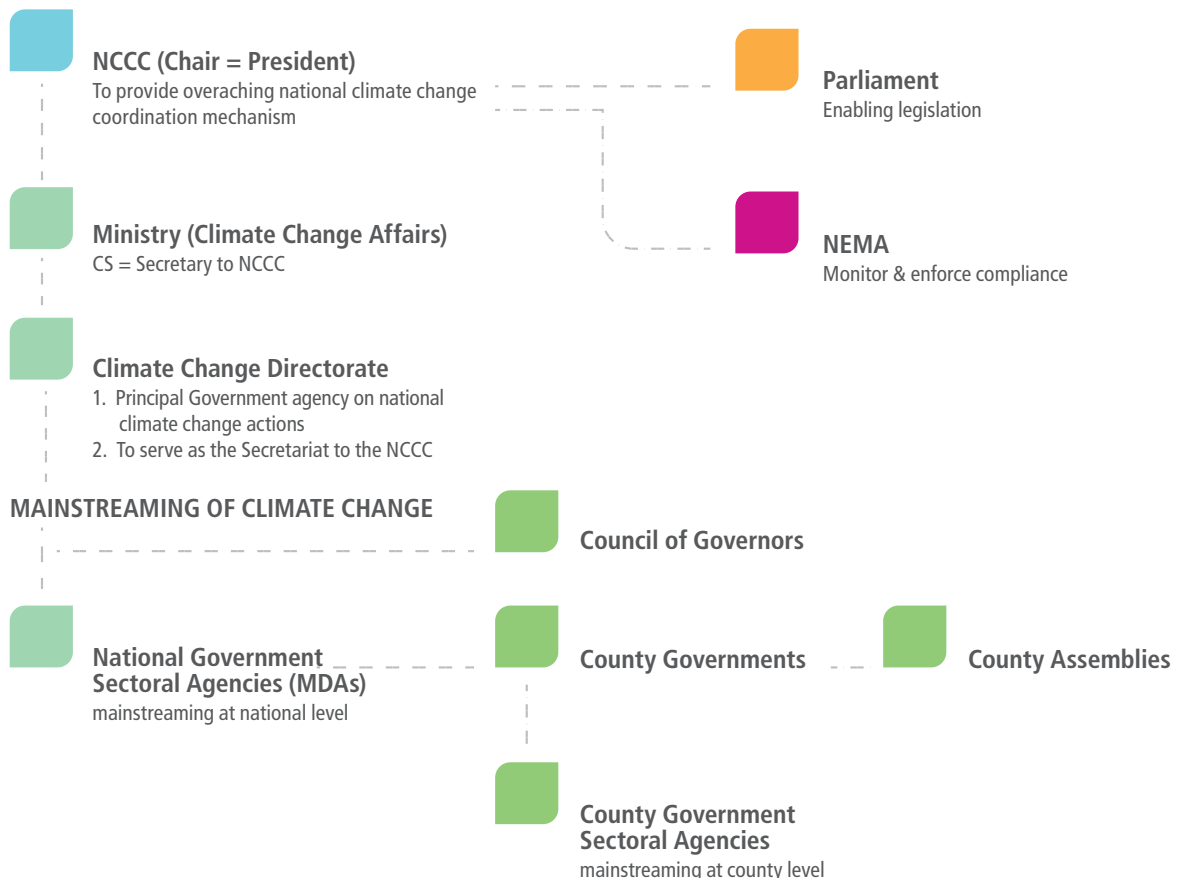 NCCC (Chair = President)
To provide overaching national climate change
coordination mechanism
Parliament
Enabling legislation
Ministry (Climate Change Affairs)
CS = Secretary to NCCC
NEMA
Monitor & enforce compliance
Climate Change Directorate
1. Principal Government agency on national
climate change actions
2. To serve as the Secretariat to the NCCC
MAINSTREAMING OF CLIMATE CHANGE
Council of Governors
National Government
Sectoral Agencies (MDAs)
mainstreaming at national level
County Governments
County Assemblies
County Government
Sectoral Agencies
mainstreaming at county level